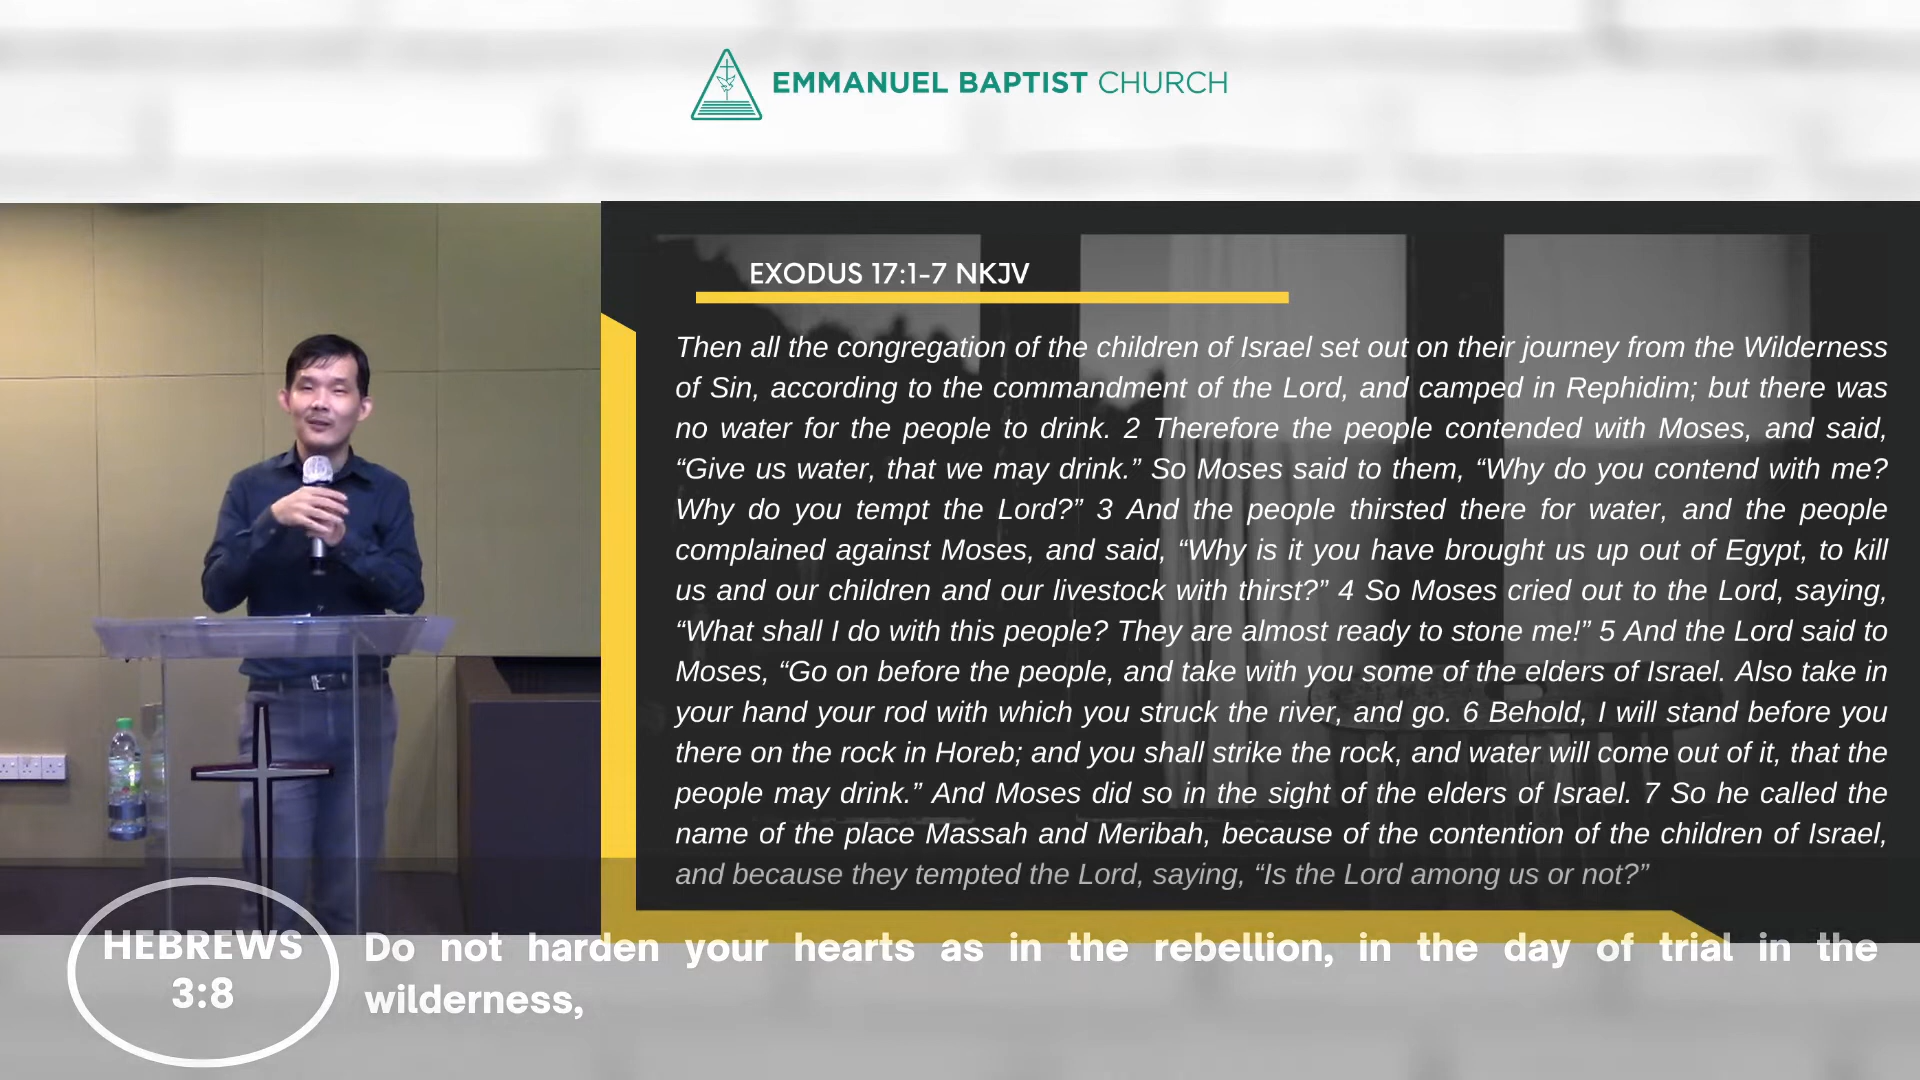 EMMANUEL BAPTIST CHURCH
EXODUS 17:1-7 NKJV
Then all the congregation of the children of Israel set out on their journey from the Wilderness
of Sin, according to the commandment of the Lord, and camped in Rephidim; but there was
no water for the people to drink. 2 Therefore the people contended with Moses, and said,
“Give us water, that we may drink.” So Moses said to them, “Why do you contend with me?
Why do you tempt the Lord?” 3 And the people thirsted there for water, and the people
complained against Moses, and said, “Why is it you have brought us up out of Egypt, to kill
us and our children and our livestock with thirst?” 4 So Moses cried out to the Lord, saying,
“What shall I do with this people? They are almost ready to stone me!” 5 And the Lord said to
Moses, “Go on before the people, and take with you some of the elders of Israel. Also take in
your hand your rod with which you struck the river, and go. 6 Behold, I will stand before you
there on the rock in Horeb; and you shall strike the rock, and water will come out of it, that the
people may drink.” And Moses did so in the sight of the elders of Israel. 7 So he called the
name of the place Massah and Meribah, because of the contention of the children of Israel,
and because they tempted the Lord, saying, “Is the Lord among us or not?”
HEBREWS
3:8
Do not harden your hearts as in the rebellion, in the day of trial in the
wilderness,